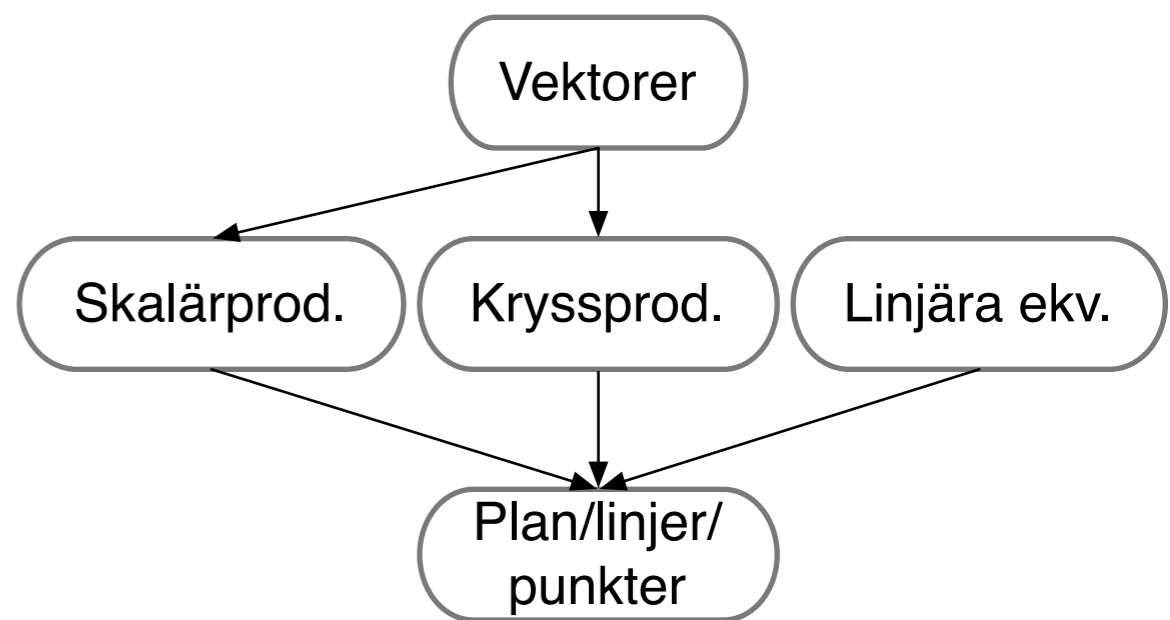 Vektorer
Skalärprod.
Kryssprod.
Linjära ekv.
Plan/linjer/
punkter